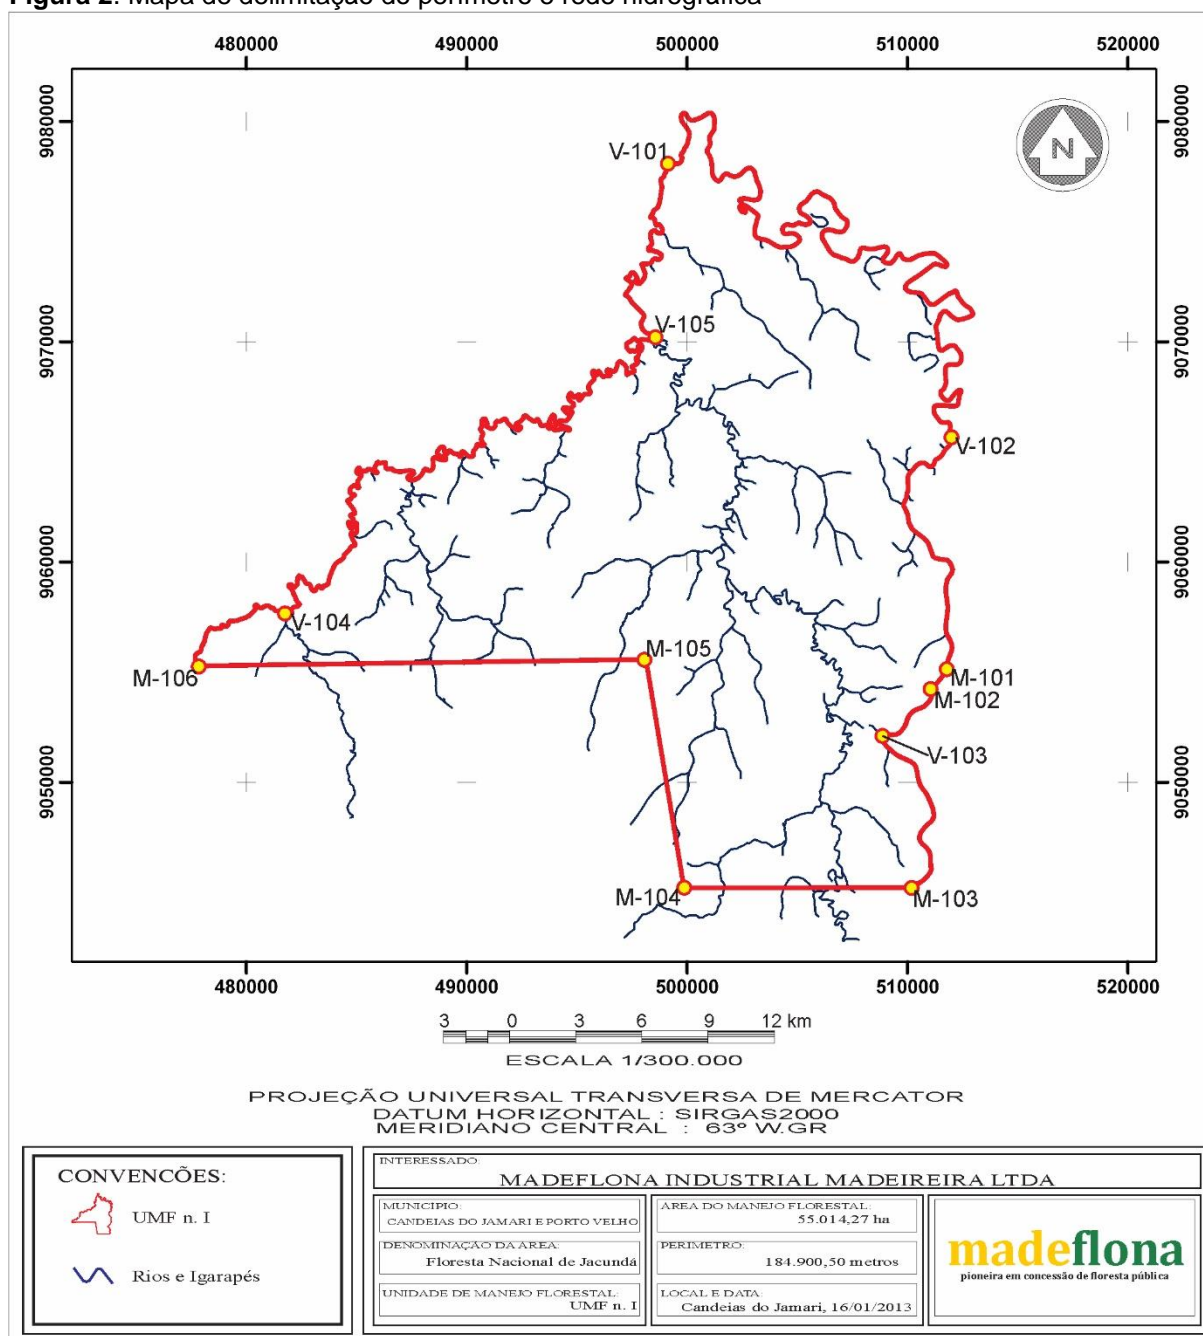 Figura 2. Mapa de delimitação do perímetro e rede hidrográfica
480000 490000 500000 510000 520000
9080000 9080000
N
V-101
V-105
9070000 9070000
V-102
9060000 9060000
V-104
M-106
M-105
M-101
M-102
V-103
9050000 9050000
M-104
M-103
480000 490000 500000 510000 520000
3 0 3 6 9 12 km
ESCALA 1/300.000
PROJEÇÃO UNIVERSAL TRANSVERSA DE MERCATOR
DATUM HORIZONTAL : SIRGAS2000
MERIDIANO CENTRAL : 63º W.GR
CONVENCÕES:
UMF n. I
Rios e Igarapés
INTERESSADO:
MADEFLONA INDUSTRIAL MADEIREIRA LTDA
MUNICIPIO:
CANDEIAS DO JAMARI E PORTO VELHO
AREA DO MANEJO FLORESTAL:
55.014,27 ha
DENOMINAÇÃO DA AREA:
Floresta Nacional de Jacundá
PERIMETRO:
184.900,50 metros
UNIDADE DE MANEJO FLORESTAL:
UMF n. I
LOCAL E DATA:
Candeias do Jamari, 16/01/2013
madeflona
pioneira em concessão de floresta pública